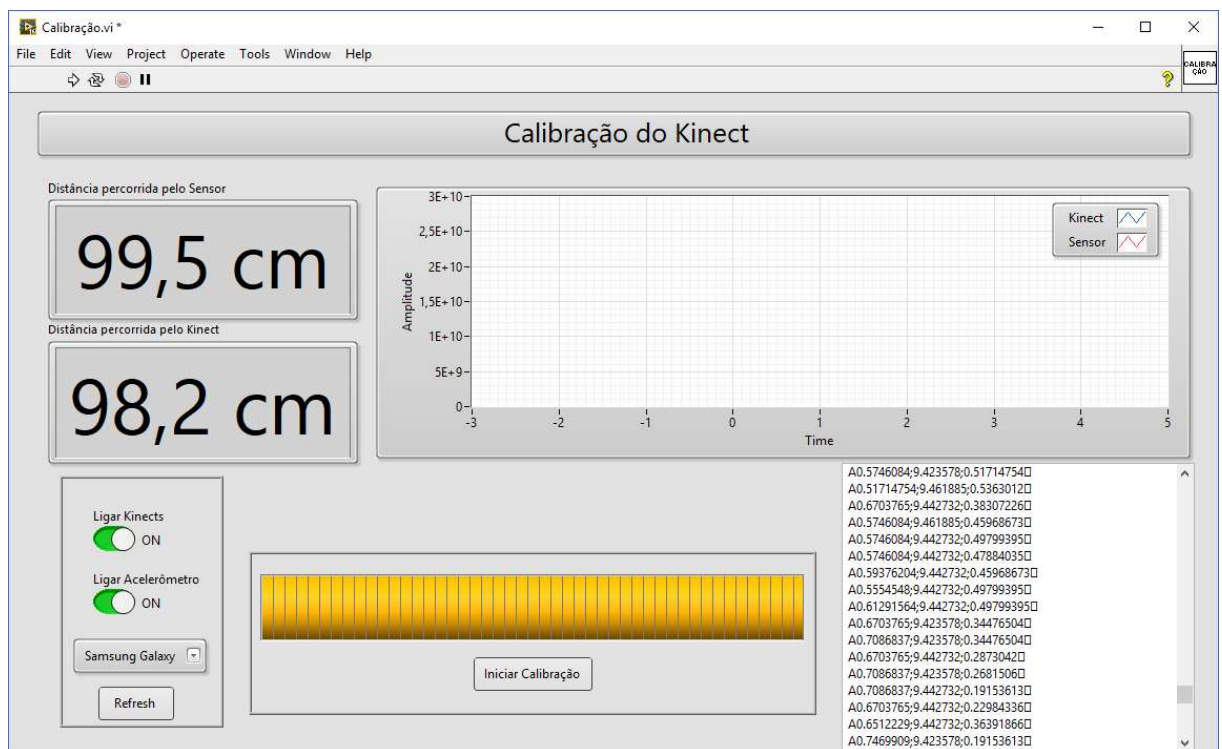 Calibração.vi *
File Edit View Project Operate Tools Window Help
CALIBRA
ÇÃO
Calibração do Kinect
Distância percorrida pelo Sensor
99,5 cm
Distância percorrida pelo Kinect
98,2 cm
3E+10
2,5E+10
2E+10
1,5E+10
1E+10
5E+9
0
Amplitude
-3 -2 -1 0 1 2 3 4 5
Time
Kinect
Sensor
Ligar Kinects
ON
Ligar Acelerômetro
ON
Samsung Galaxy
Refresh
Iniciar Calibração
A0.5746084;9.423578;0.51714754
A0.51714754;9.461885;0.5363012
A0.6703765;9.442732;0.38307226
A0.5746084;9.461885;0.45968673
A0.5746084;9.442732;0.49799395
A0.5746084;9.442732;0.47884035
A0.59376204;9.442732;0.45968673
A0.5554548;9.442732;0.49799395
A0.61291564;9.442732;0.49799395
A0.6703765;9.423578;0.34476504
A0.7086837;9.423578;0.34476504
A0.6703765;9.442732;0.2873042
A0.7086837;9.423578;0.2681506
A0.7086837;9.442732;0.19153613
A0.6703765;9.442732;0.22984336
A0.6512229;9.442732;0.36391866
A0.7469909;9.423578;0.19153613